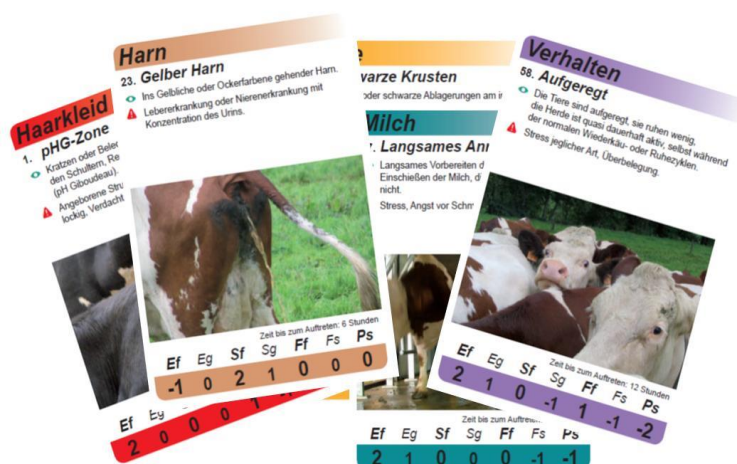 Haarkleid
1. pHG-Zone
Kratzen oder
den Schultern,
(pH Giboudeau).
Angeborene
lockig, Verdacht
Ef Eg
2 0 0 0 1
Harn
23. Gelber Harn
Ins Gelbliche oder Ockerfarbene gehender Harn.
Lebererkrankung oder Nierenerkrankung mit
Konzentration des Urins.
Zeit bis zum Auftreten: 6 Stunden
Ef Eg Sf Sg Ff Fs Ps
-1 0 2 1 0 0 0
Krusten
oder schwarze Ablagerungen am
Milch
Langsames
Langsames Vorbereiten
Einschießen der Milch,
nicht.
Stress, Angst vor
Zeit bis zum
Ef Eg Sf Sg Ff Fs Ps
2 1 0 0 0 -1 -1
Verhalten
58. Aufgeregt
Die Tiere sind aufgeregt, sie ruhen wenig,
die Herde ist quasi dauerhaft aktiv, selbst während
der normalen Wiederkäu- oder Ruhezyklen.
Stress jeglicher Art, Überbelegung.
Zeit bis zum Auftreten: 12 Stunden
Ef Eg Sf Sg Ff Fs Ps
2 1 0 -1 1 -1 -2